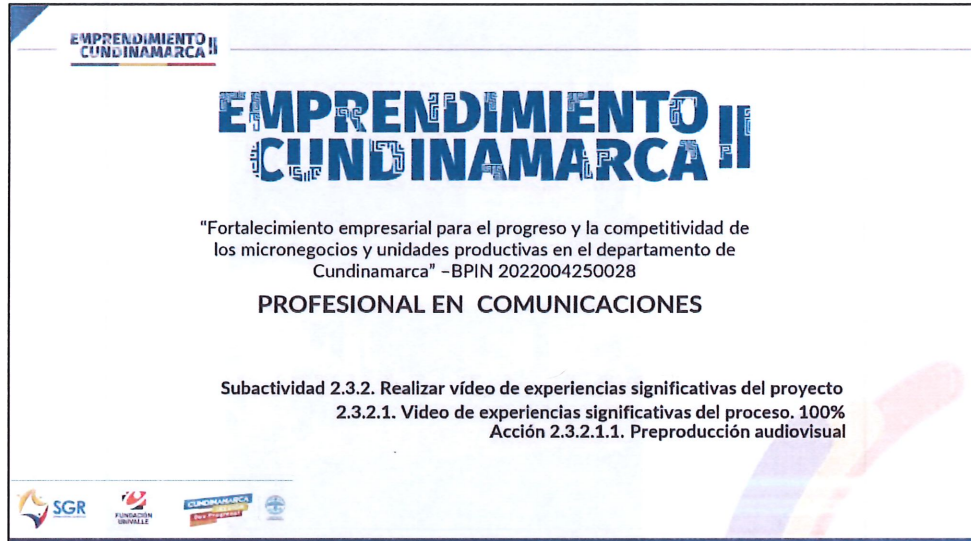 EMPRENDIMIENTO II
CUNDINAMARCA
EMPRENDIMIENTO II
CUNDINAMARCA
“Fortalecimiento empresarial para el progreso y la competitividad de
los micronegocios y unidades productivas en el departamento de
Cundinamarca” –BPIN 2022004250028
PROFESIONAL EN COMUNICACIONES
Subactividad 2.3.2. Realizar vídeo de experiencias significativas del proyecto
2.3.2.1. Video de experiencias significativas del proceso. 100%
Acción 2.3.2.1.1. Preproducción audiovisual
SGR
FUNDACIÓN
UNIVALLE
CUNDINAMARCA